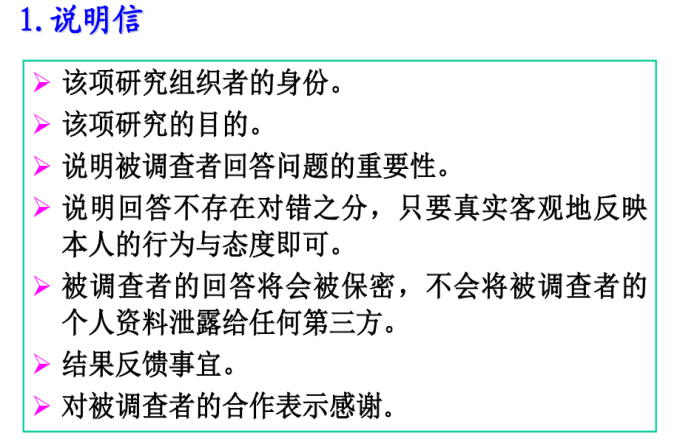 1.说明信
➢ 该项研究组织者的身份。
➢ 该项研究的目的。
➢ 说明被调查者回答问题的重要性。
➢ 说明回答不存在对错之分，只要真实客观地反映
本人的行为与态度即可。
➢ 被调查者的回答将会被保密，不会将被调查者的
个人资料泄露给任何第三方。
➢ 结果反馈事宜。
➢ 对被调查者的合作表示感谢。